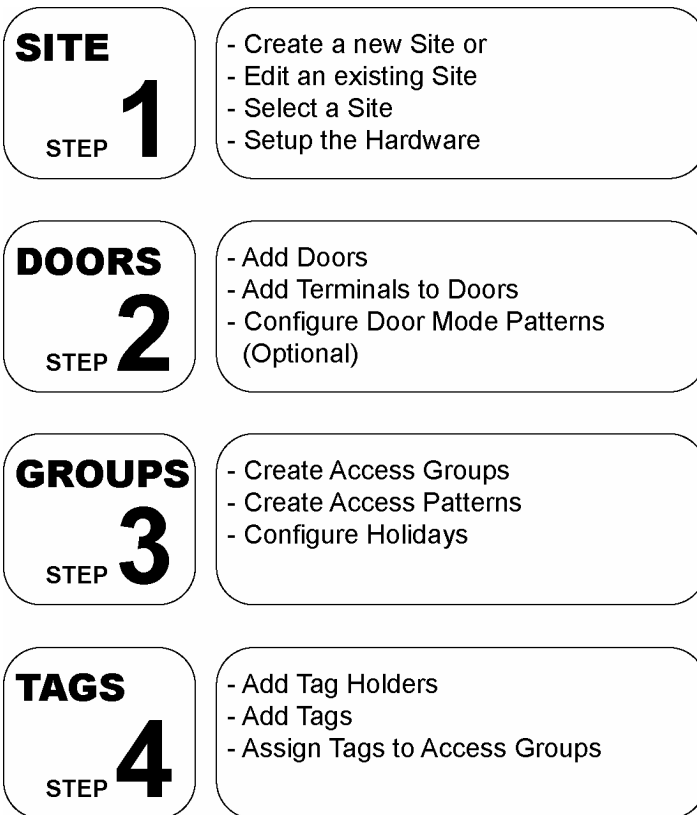 SITE
STEP 1
- Create a new Site or
- Edit an existing Site
- Select a Site
- Setup the Hardware
DOORS
STEP 2
- Add Doors
- Add Terminals to Doors
- Configure Door Mode Patterns
(Optional)
GROUPS
STEP 3
- Create Access Groups
- Create Access Patterns
- Configure Holidays
TAGS
STEP 4
- Add Tag Holders
- Add Tags
- Assign Tags to Access Groups